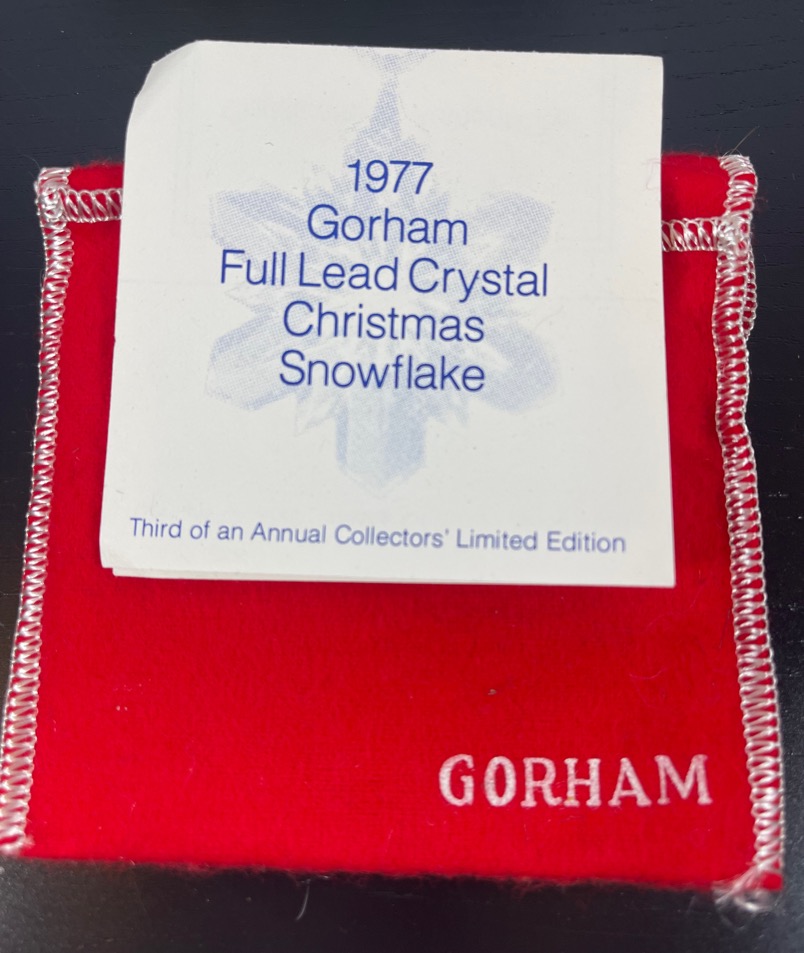 1977
Gorham
Full Lead Crystal
Christmas
Snowflake
Third of an Annual Collectors' Limited Edition
GORHAM